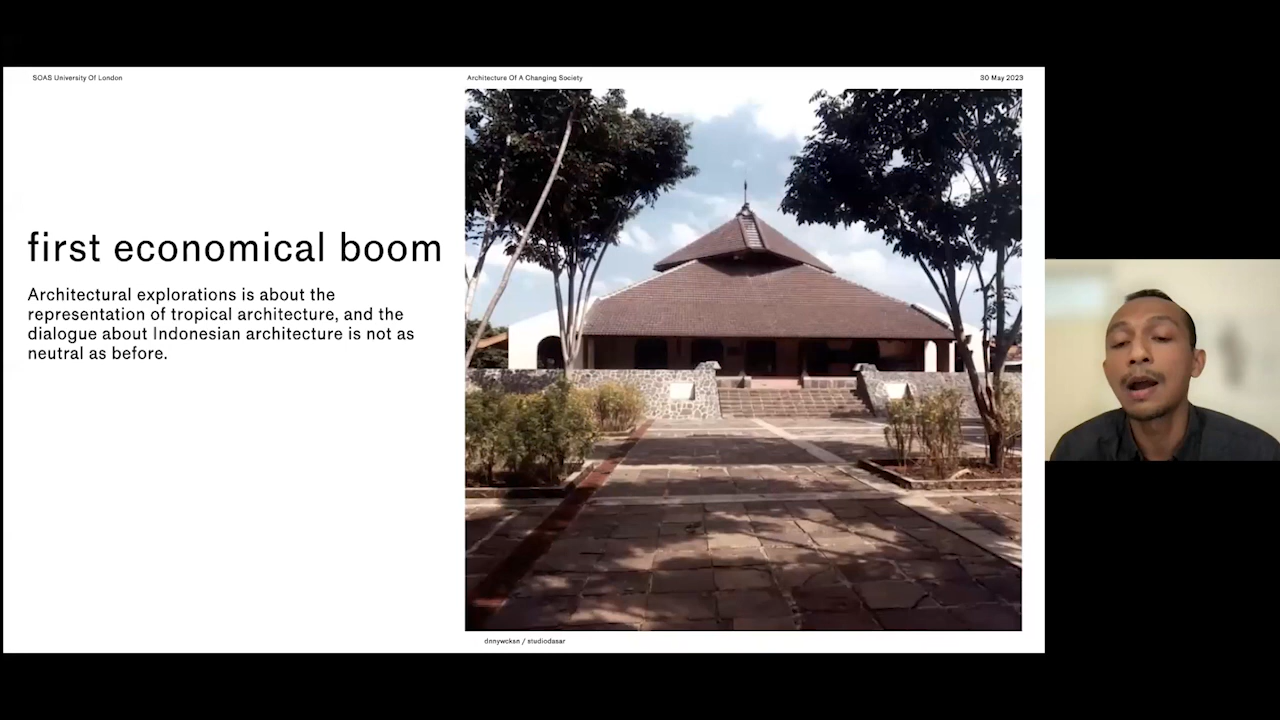 SOAS University Of London
Architecture Of A Changing Society
30 May 2023
first economical boom
Architectural explorations is about the
representation of tropical architecture, and the
dialogue about Indonesian architecture is not as
neutral as before.
dnnywcksn / studiodasar